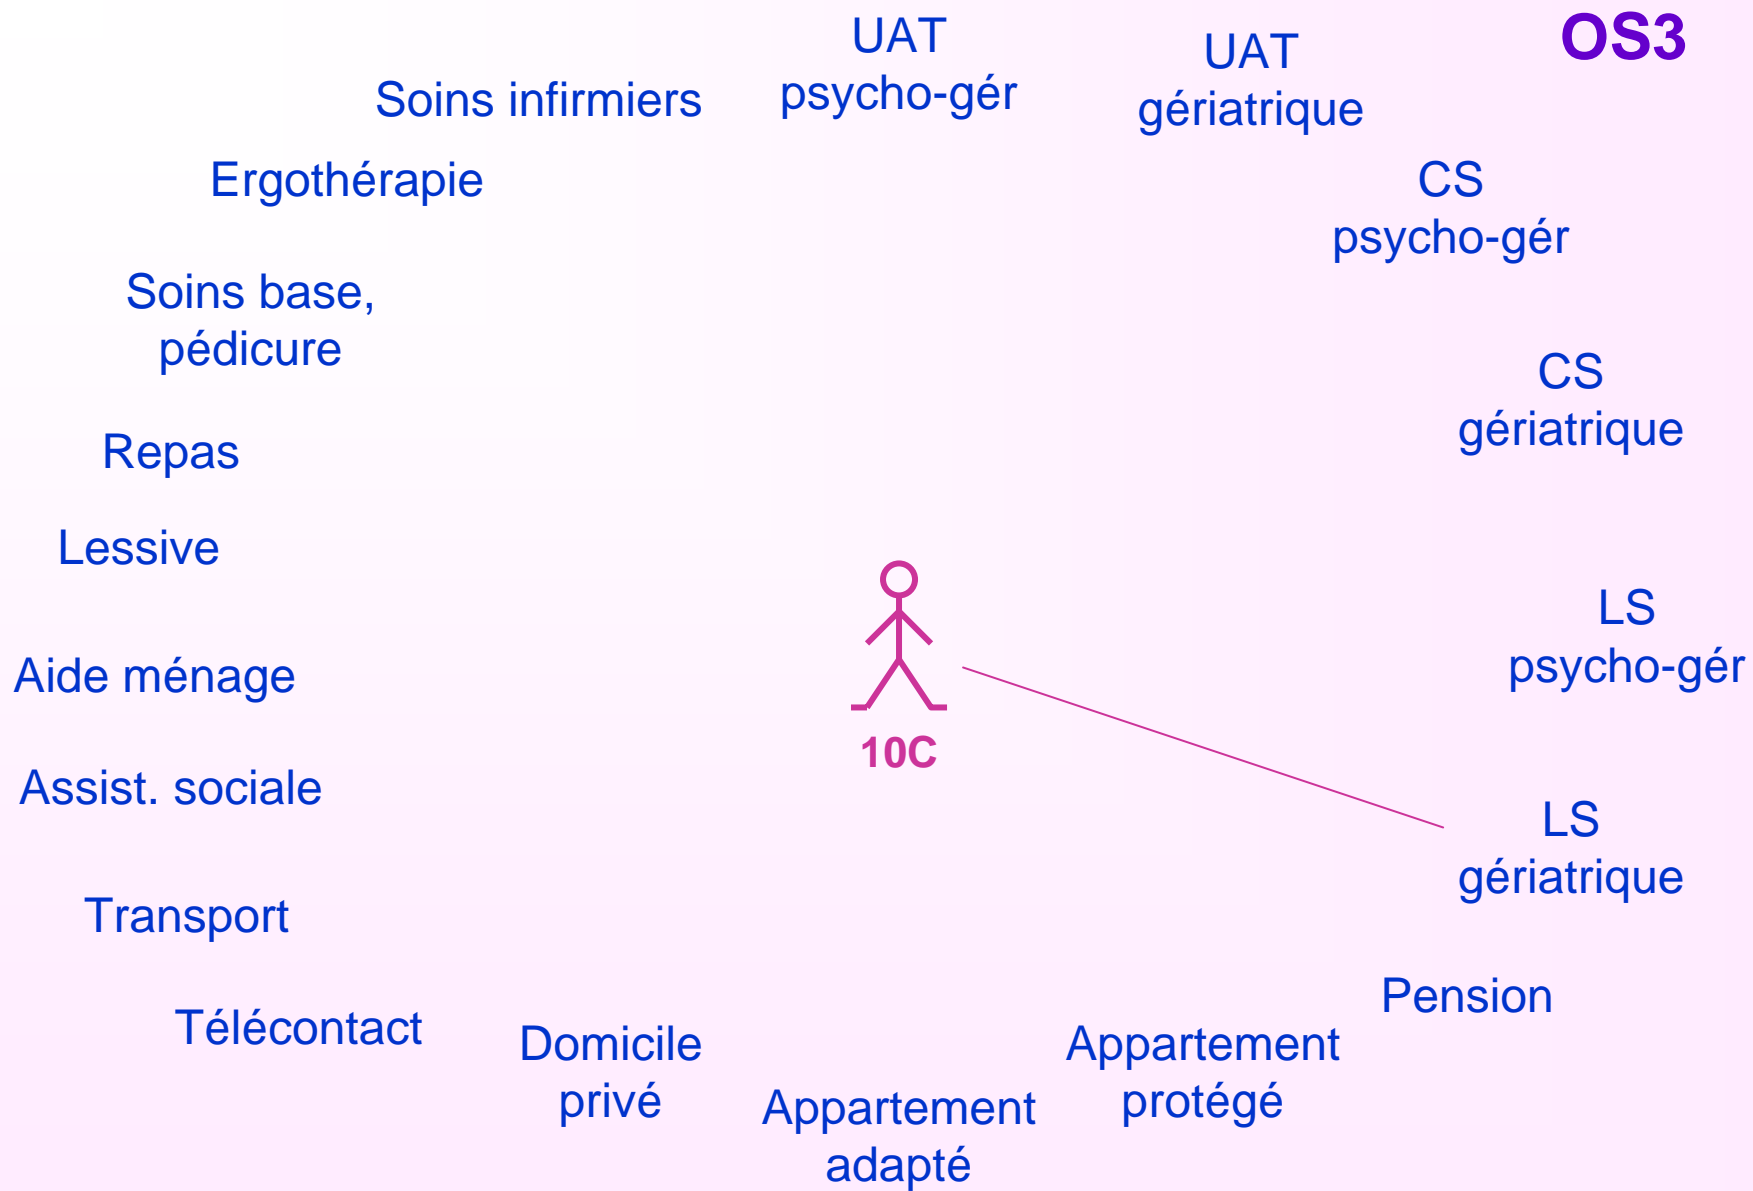 OS3
UAT
psycho-gér
UAT
gériatrique
Soins infirmiers
CS
psycho-gér
Ergothérapie
Soins base,
pédicure
CS
gériatrique
Repas
Lessive
LS
psycho-gér
Aide ménage
10C
Assist. sociale
LS
gériatrique
Transport
Pension
Télécontact
Domicile
privé
Appartement
protégé
Appartement
adapté